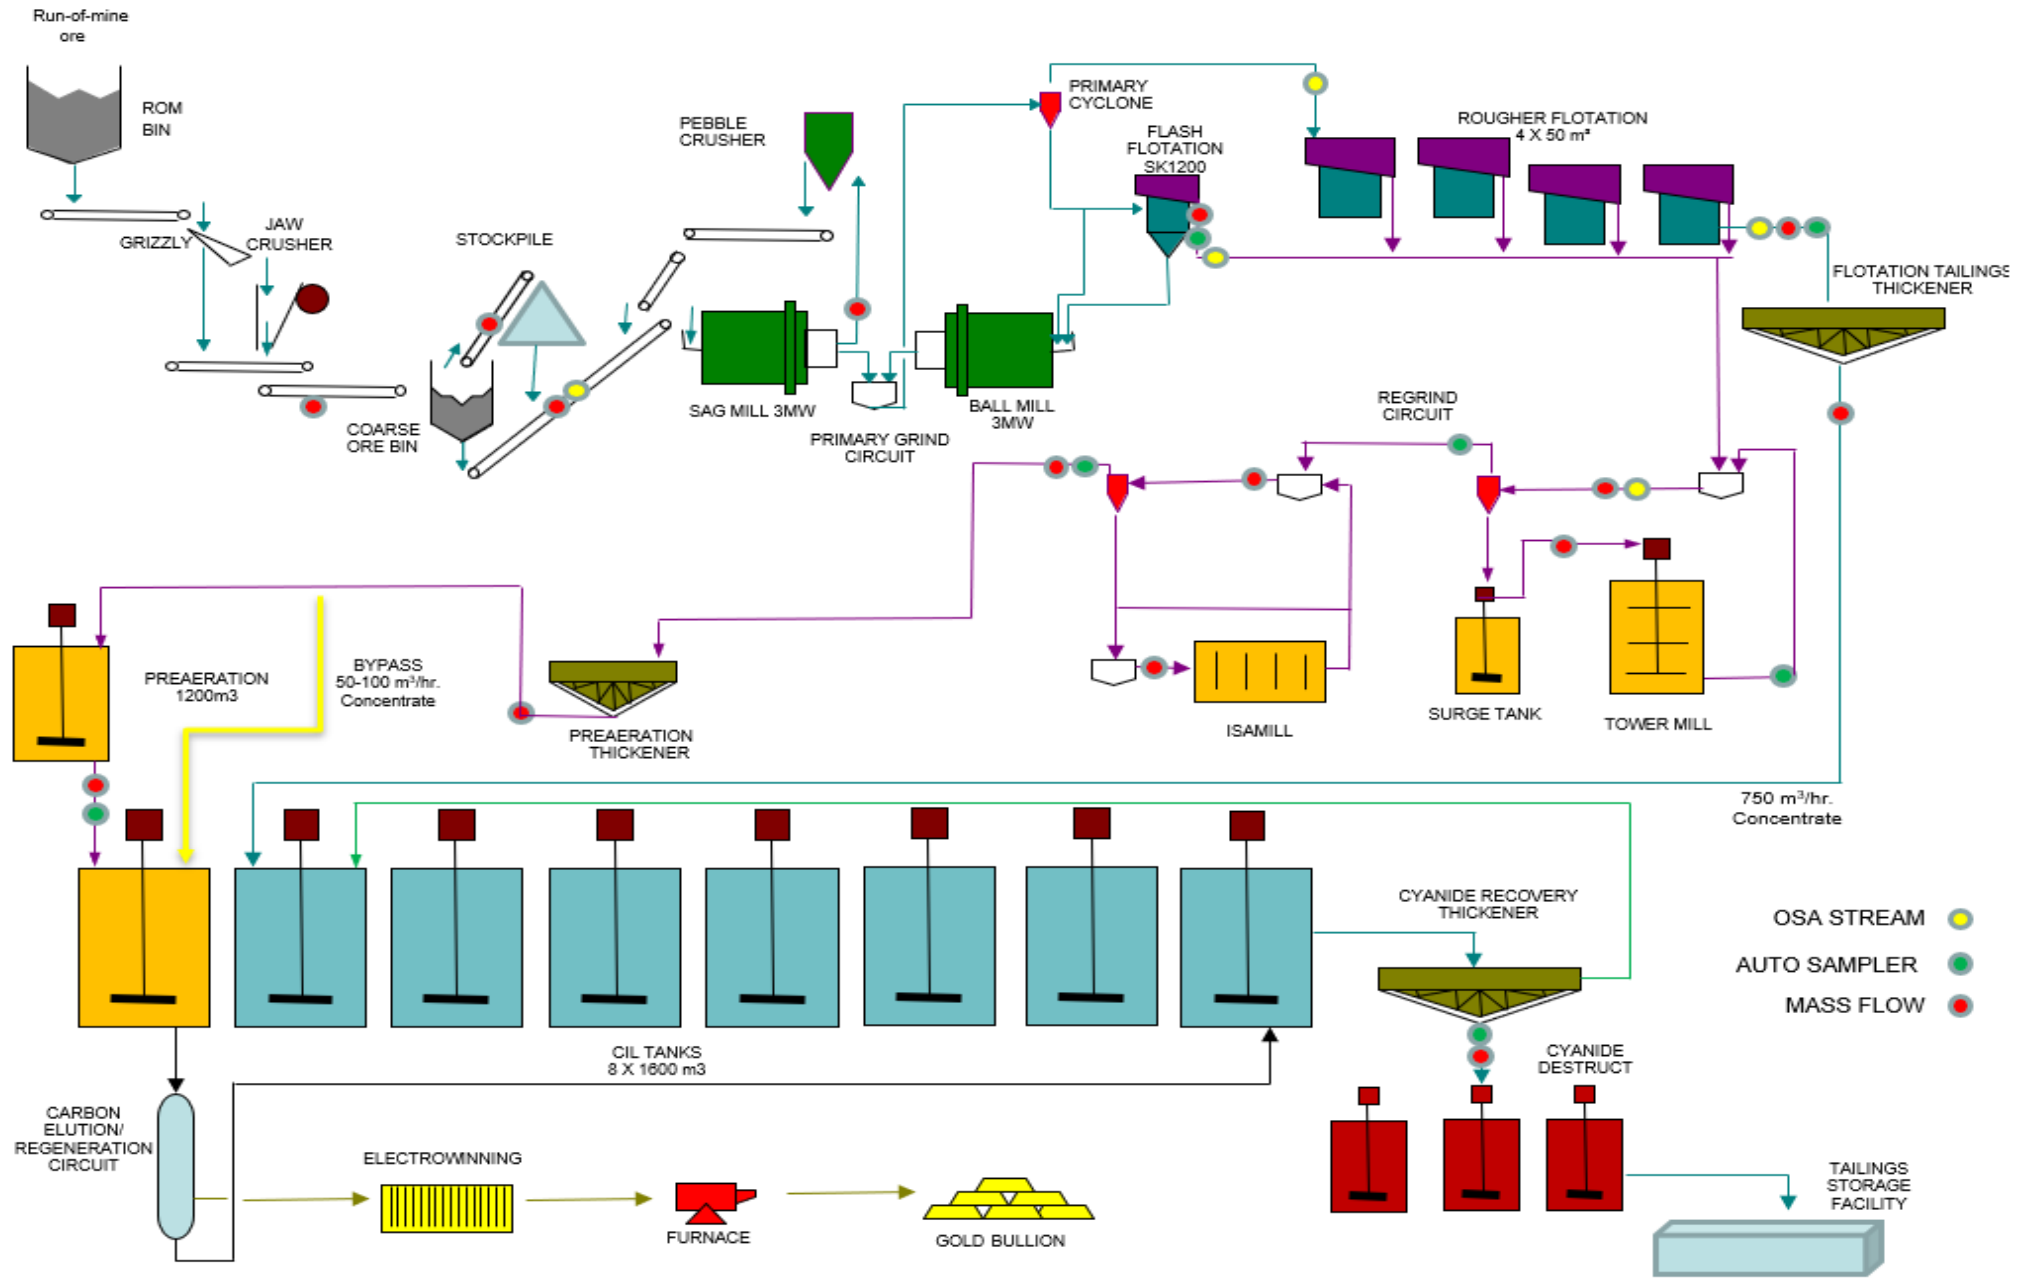 Run-of-mine
ore
ROM
BIN
GRIZZLY
JAW
CRUSHER
STOCKPILE
COARSE
ORE BIN
PEBBLE
CRUSHER
SAG MILL 3MW
PRIMARY GRIND
CIRCUIT
BALL MILL
3MW
PRIMARY
CYCLONE
FLASH
FLOTATION
SK1200
ROUGHER FLOTATION
4 X 50 m³
FLOTATION TAILINGS
THICKENER
REGRIND
CIRCUIT
SURGE TANK
TOWER MILL
ISAMILL
PREAERATION
THICKENER
PREAERATION
1200m3
BYPASS
50-100 m³/hr.
Concentrate
750 m³/hr.
Concentrate
CIL TANKS
8 X 1600 m3
CYANIDE RECOVERY
THICKENER
OSA STREAM
AUTO SAMPLER
MASS FLOW
CYANIDE
DESTRUCT
CARBON
ELUTION/
REGENERATION
CIRCUIT
ELECTROWINNING
FURNACE
GOLD BULLION
TAILINGS
STORAGE
FACILITY